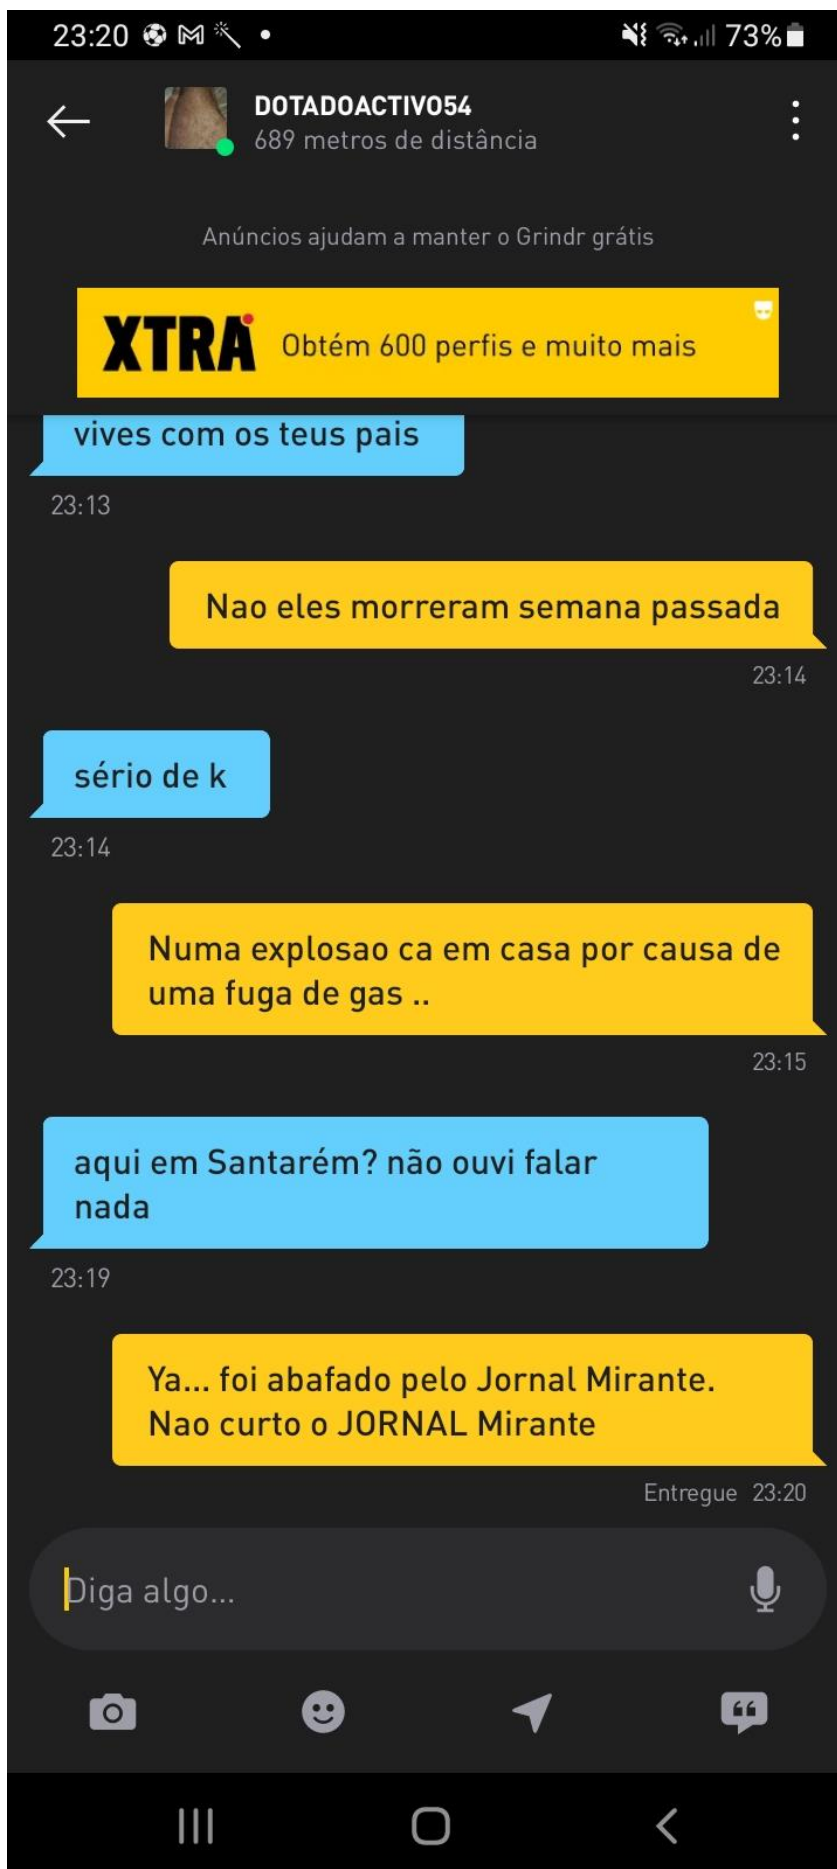 23:20
73%
DOTADOACTIVO54
689 metros de distância
Anúncios ajudam a manter o Grindr grátis
XTRA Obtém 600 perfis e muito mais
vives com os teus pais
23:13
Nao eles morreram semana passada
23:14
sério de k
23:14
Numa explosao ca em casa por causa de
uma fuga de gas ..
23:15
aqui em Santarém? não ouvi falar
nada
23:19
Ya... foi abafado pelo Jornal Mirante.
Nao curto o JORNAL Mirante
Entregue 23:20
Diga algo...